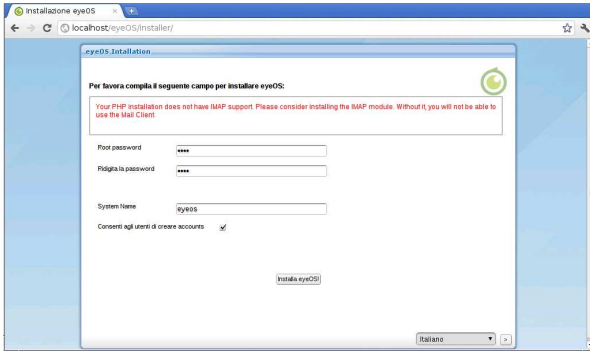 Installazione eyeOS
localhost/eyeOS/installer/
eyeOS.Intallation
Per favora compila il seguente campo per installare eyeOS:
Your PHP installation does not have IMAP support. Please consider installing the IMAP module. Without it, you will not be able to
use the Mail Client
Root password
••••
Ridigita la password
••••
System Name
eyeos
Consenti agli utenti di creare accounts
Installa eyeOS!
Italiano
>